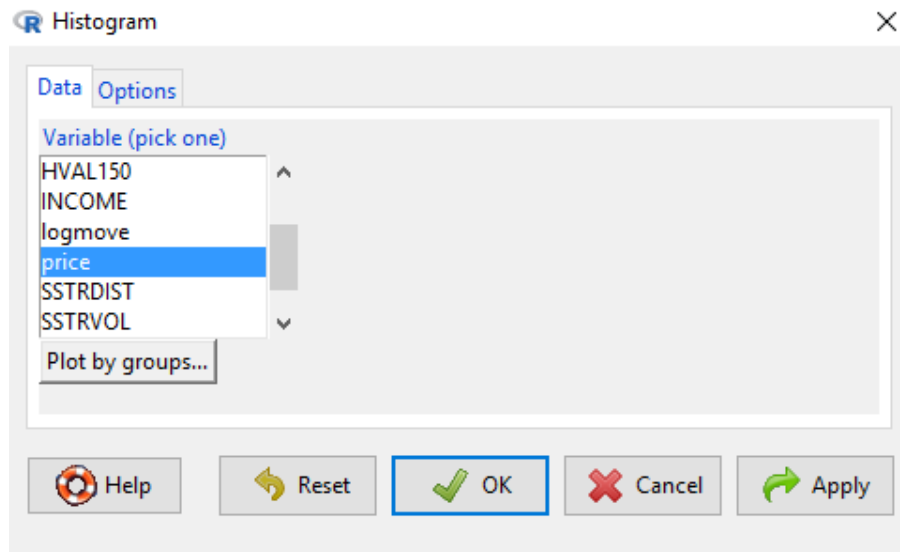 R Histogram
Data Options
Variable (pick one)
HVAL150
INCOME
logmove
price
SSTRDIST
SSTRVOL
Plot by groups...
Help Reset OK Cancel Apply